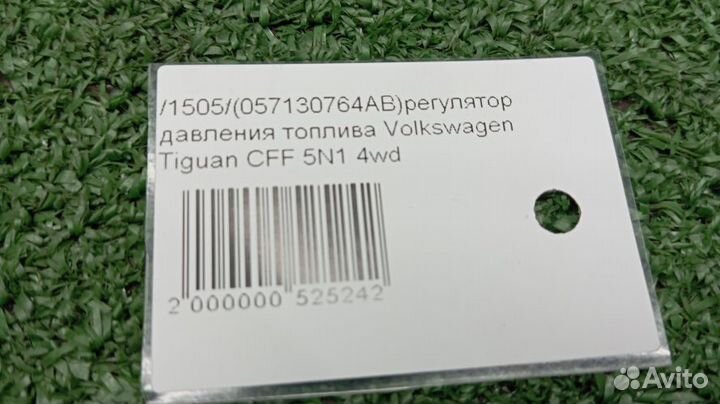 /1505/(057130764AB)регулятор
давления топлива Volkswagen
Tiguan CFF 5N1 4wd
2 000000 525242
Avito